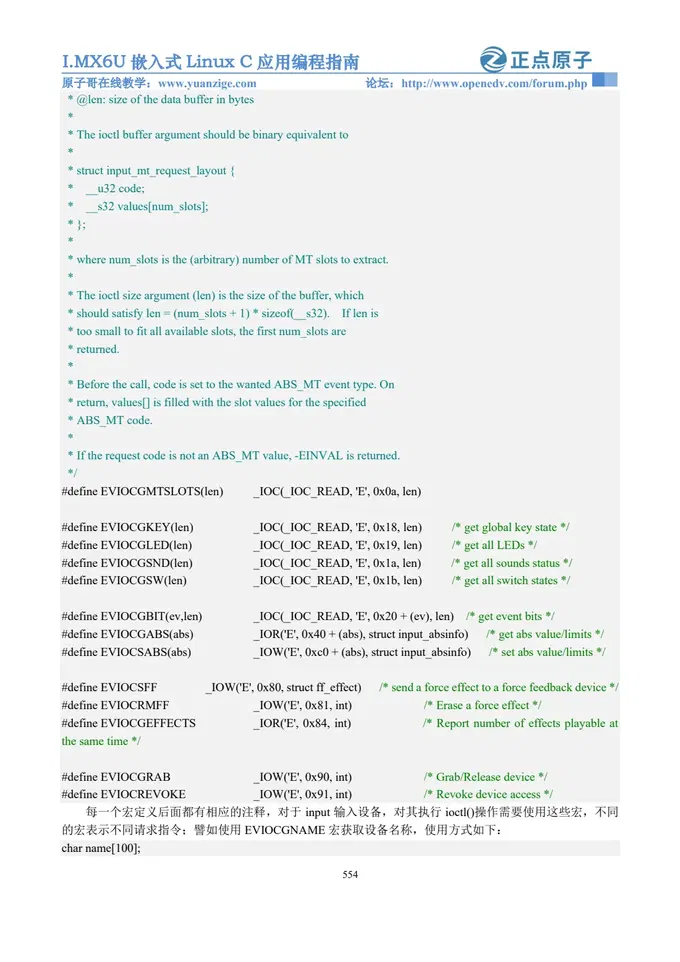 I.MX6U 嵌入式 Linux C 应用编程指南
正点原子
原子哥在线教学：www.yuanzige.com 论坛：http://www.openedv.com/forum.php
* @len: size of the data buffer in bytes
*
* The ioctl buffer argument should be binary equivalent to
*
* struct input_mt_request_layout {
* __u32 code;
* __s32 values[num_slots];
* };
*
* where num_slots is the (arbitrary) number of MT slots to extract.
*
* The ioctl size argument (len) is the size of the buffer, which
* should satisfy len = (num_slots + 1) * sizeof(__s32). If len is
* too small to fit all available slots, the first num_slots are
* returned.
*
* Before the call, code is set to the wanted ABS_MT event type. On
* return, values[] is filled with the slot values for the specified
* ABS_MT code.
*
* If the request code is not an ABS_MT value, -EINVAL is returned.
*/
#define EVIOCGMTSLOTS(len) _IOC(_IOC_READ, 'E', 0x0a, len)
#define EVIOCGKEY(len) _IOC(_IOC_READ, 'E', 0x18, len) /* get global key state */
#define EVIOCGLED(len) _IOC(_IOC_READ, 'E', 0x19, len) /* get all LEDs */
#define EVIOCGSND(len) _IOC(_IOC_READ, 'E', 0x1a, len) /* get all sounds status */
#define EVIOCGSW(len) _IOC(_IOC_READ, 'E', 0x1b, len) /* get all switch states */
#define EVIOCGBIT(ev,len) _IOC(_IOC_READ, 'E', 0x20 + (ev), len) /* get event bits */
#define EVIOCGABS(abs) _IOR('E', 0x40 + (abs), struct input_absinfo) /* get abs value/limits */
#define EVIOCSABS(abs) _IOW('E', 0xc0 + (abs), struct input_absinfo) /* set abs value/limits */
#define EVIOCSFF _IOW('E', 0x80, struct ff_effect) /* send a force effect to a force feedback device */
#define EVIOCRMFF _IOW('E', 0x81, int) /* Erase a force effect */
#define EVIOCGEFFECTS _IOR('E', 0x84, int) /* Report number of effects playable at
the same time */
#define EVIOCGRAB _IOW('E', 0x90, int) /* Grab/Release device */
#define EVIOCREVOKE _IOW('E', 0x91, int) /* Revoke device access */
每一个宏定义后面都有相应的注释，对于 input 输入设备，对其执行 ioctl()操作需要使用这些宏，不同
的宏表示不同请求指令；譬如使用 EVIOCGNAME 宏获取设备名称，使用方式如下：
char name[100];
554